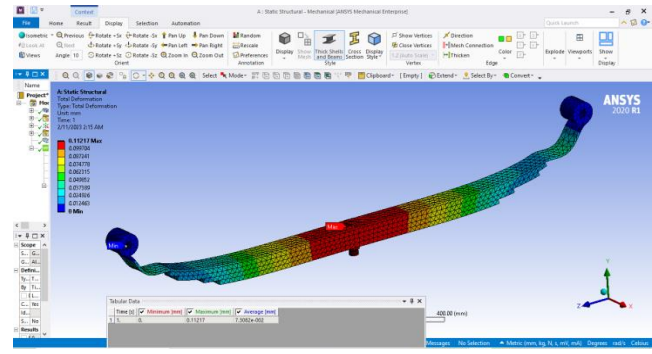 A : Static Structural - Mechanical [ANSYS Mechanical Enterprise]
Context
File Home Result Display Selection Automation
Quick Launch
Isometric Previous Rotate +Sx Rotate -Sx Pan Up Pan Down Random
Look At Next Rotate +Sy Rotate -Sy Pan Left Pan Right Rescale
Views Angle 10 Rotate +Sz Rotate -Sz Zoom In Zoom Out Preferences
Orient Annotation
Display Show Mesh Thick Shells and Beams Cross Section Display Style
Style
Show Vertices
Close Vertices
1.2 (Auto Scale)
Vertex
Direction
Mesh Connection
Thicken
Color
Edge
Explode Viewports Show
Display
Select Mode Clipboard [ Empty ] Extend Select By Convert
Name
Project*
A: Static Structural
Total Deformation
Type: Total Deformation
Unit: mm
Time: 1
2/11/2023 2:15 AM
0.11217 Max
0.099704
0.087241
0.074778
0.062315
0.049852
0.037389
0.024926
0.012463
0 Min
ANSYS
2020 R1
Max
Min
Scope
Results
Tabular Data
Time [s] Minimum [mm] Maximum [mm] Average [mm]
1 1. 0. 0.11217 7.3082e-002
400.00 (mm)
Y
Z X
Messages No Selection Metric (mm, kg, N, s, mV, mA) Degrees rad/s Celsius